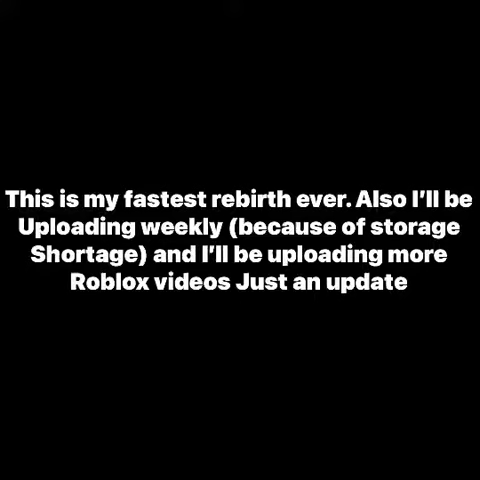 This is my fastest rebirth ever. Also I’ll be
Uploading weekly (because of storage
Shortage) and I’ll be uploading more
Roblox videos Just an update